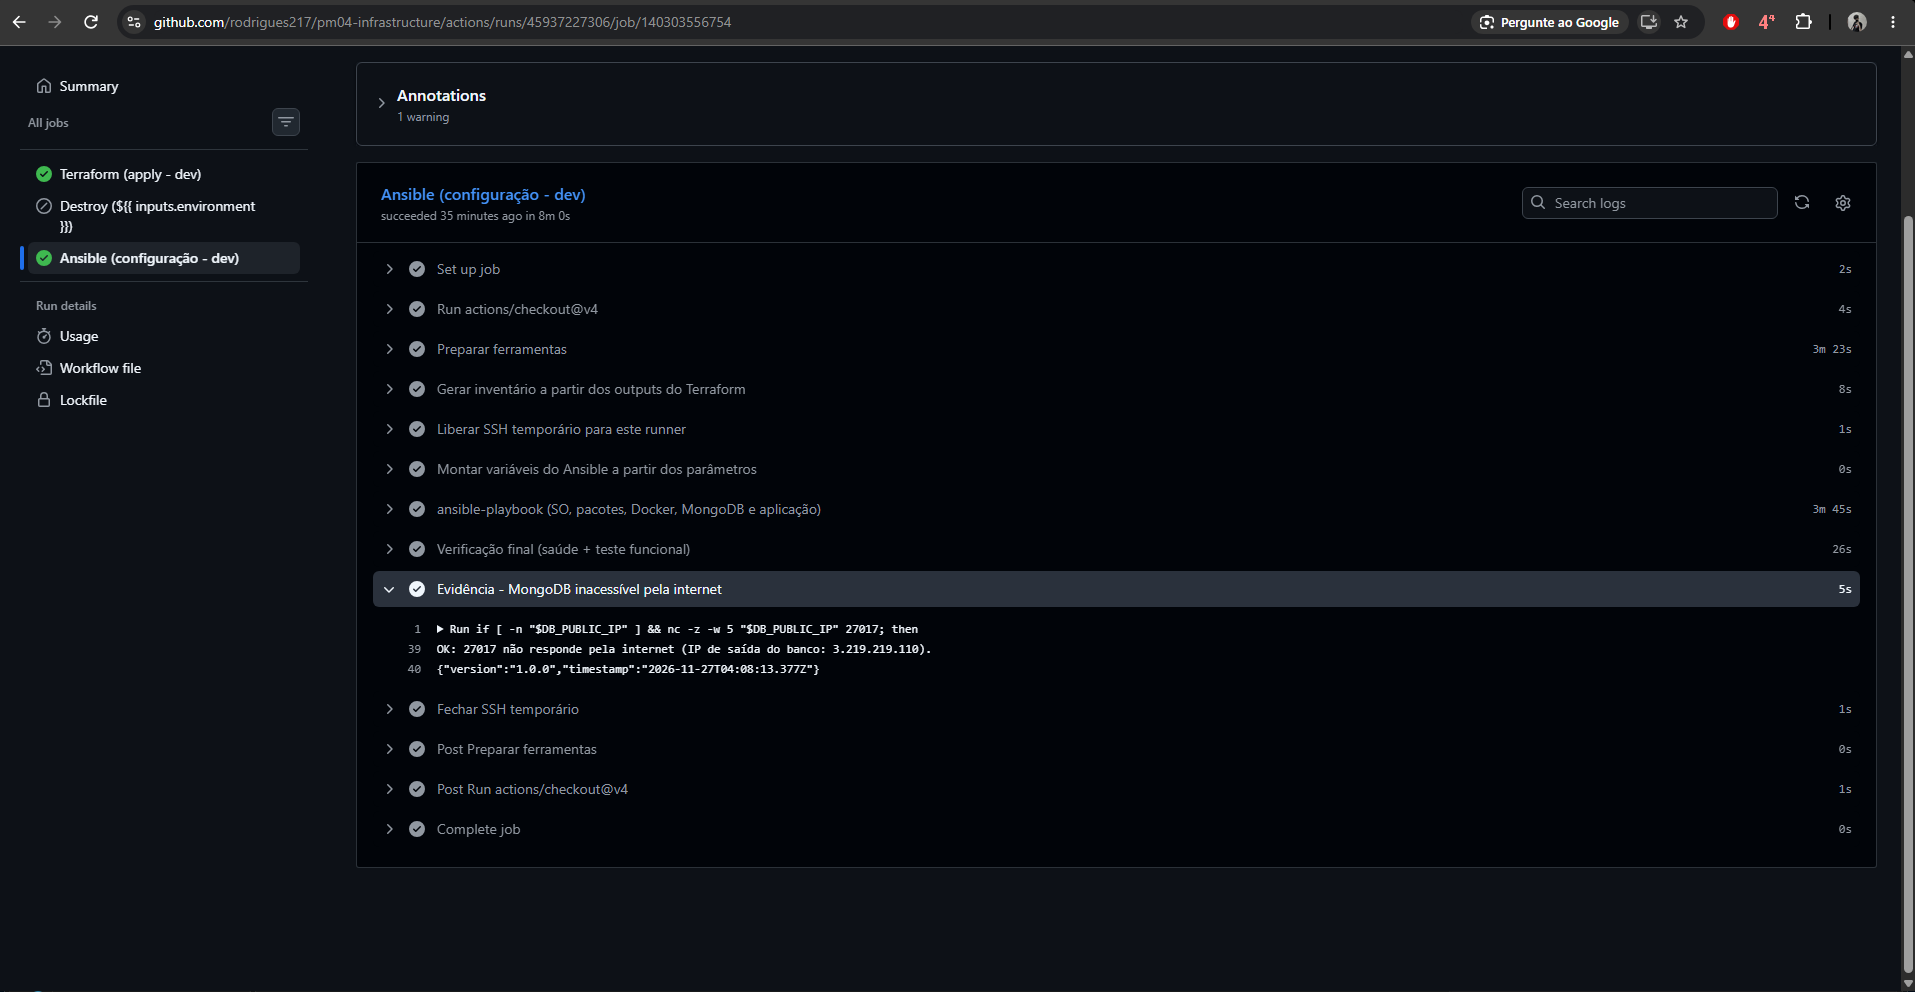 github.com/rodrigues217/pm04-infrastructure/actions/runs/45937227306/job/140303556754
Pergunte ao Google
4⁴
Summary
All jobs
Terraform (apply - dev)
Destroy (${{ inputs.environment
}})
Ansible (configuração - dev)
Run details
Usage
Workflow file
Lockfile
Annotations
1 warning
Ansible (configuração - dev)
succeeded 35 minutes ago in 8m 0s
Search logs
Set up job 2s
Run actions/checkout@v4 4s
Preparar ferramentas 3m 23s
Gerar inventário a partir dos outputs do Terraform 8s
Liberar SSH temporário para este runner 1s
Montar variáveis do Ansible a partir dos parâmetros 0s
ansible-playbook (SO, pacotes, Docker, MongoDB e aplicação) 3m 45s
Verificação final (saúde + teste funcional) 26s
Evidência - MongoDB inacessível pela internet 5s
1 Run if [ -n "$DB_PUBLIC_IP" ] && nc -z -w 5 "$DB_PUBLIC_IP" 27017; then
39 OK: 27017 não responde pela internet (IP de saída do banco: 3.219.219.110).
40 {"version":"1.0.0","timestamp":"2026-11-27T04:08:13.377Z"}
Fechar SSH temporário 1s
Post Preparar ferramentas 0s
Post Run actions/checkout@v4 1s
Complete job 0s